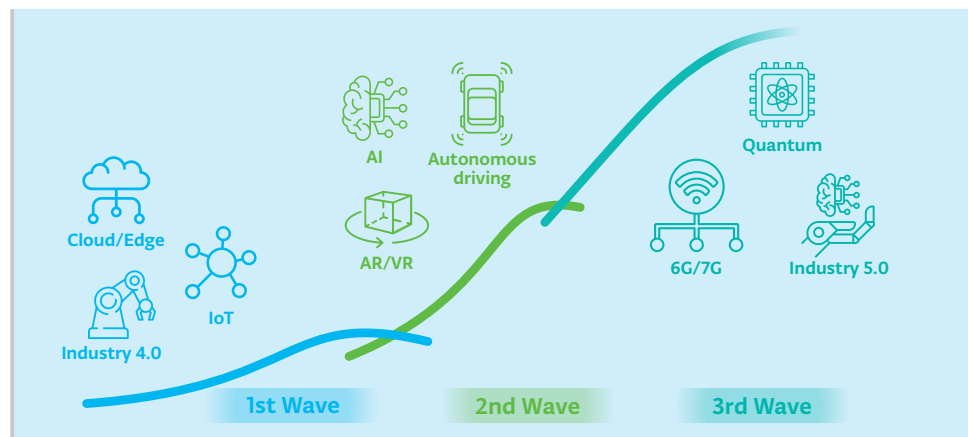 AI
Autonomous
driving
Quantum
Cloud/Edge
AR/VR
6G/7G
Industry 5.0
IoT
Industry 4.0
1st Wave
2nd Wave
3rd Wave